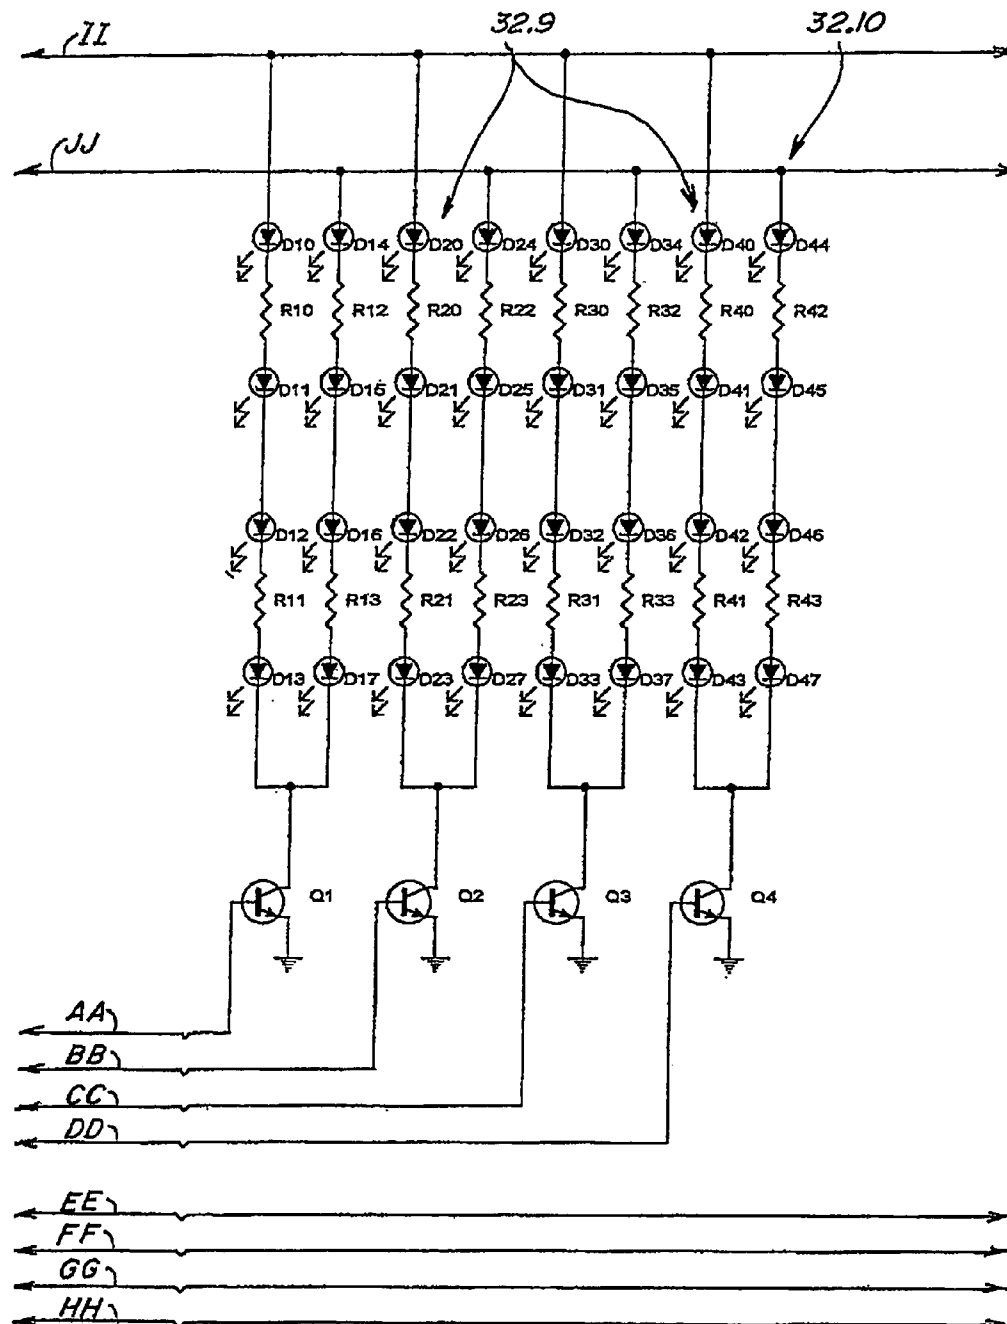 32.9 32.10
II
JJ
D10 D14 D20 D24 D30 D34 D40 D44
R10 R12 R20 R22 R30 R32 R40 R42
D11 D15 D21 D25 D31 D35 D41 D45
D12 D16 D22 D26 D32 D36 D42 D46
R11 R13 R21 R23 R31 R33 R41 R43
D13 D17 D23 D27 D33 D37 D43 D47
Q1 Q2 Q3 Q4
AA
BB
CC
DD
EE
FF
GG
HH